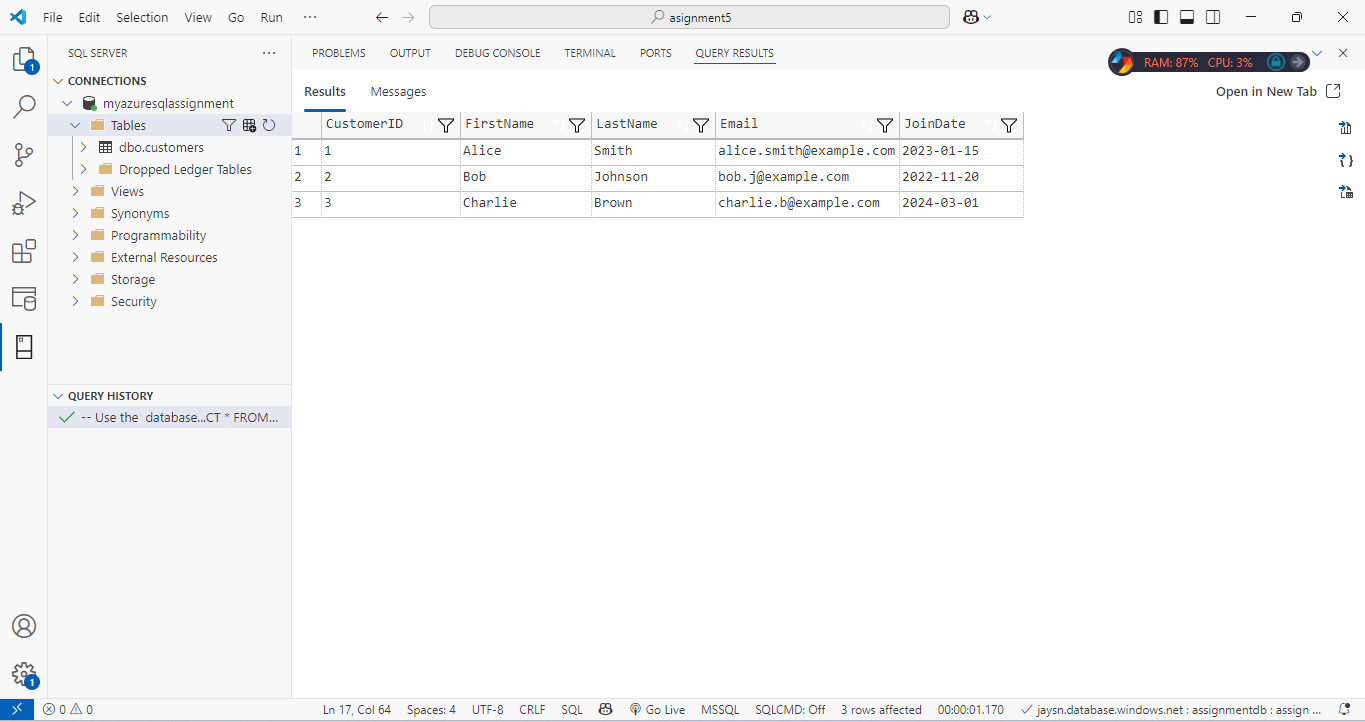 File Edit Selection View Go Run ··· asignment5
SQL SERVER ···
CONNECTIONS
myazuresqlassignment
Tables
dbo.customers
Dropped Ledger Tables
Views
Synonyms
Programmability
External Resources
Storage
Security
QUERY HISTORY
-- Use the database...CT * FROM...
PROBLEMS OUTPUT DEBUG CONSOLE TERMINAL PORTS QUERY RESULTS
RAM: 87% CPU: 3%
Results Messages Open in New Tab
CustomerID FirstName LastName Email JoinDate
1 1 Alice Smith alice.smith@example.com 2023-01-15
2 2 Bob Johnson bob.j@example.com 2022-11-20
3 3 Charlie Brown charlie.b@example.com 2024-03-01
1
1
0 0 Ln 17, Col 64 Spaces: 4 UTF-8 CRLF SQL Go Live MSSQL SQLCMD: Off 3 rows affected 00:00:01.170 jaysn.database.windows.net : assignmentdb : assign ...